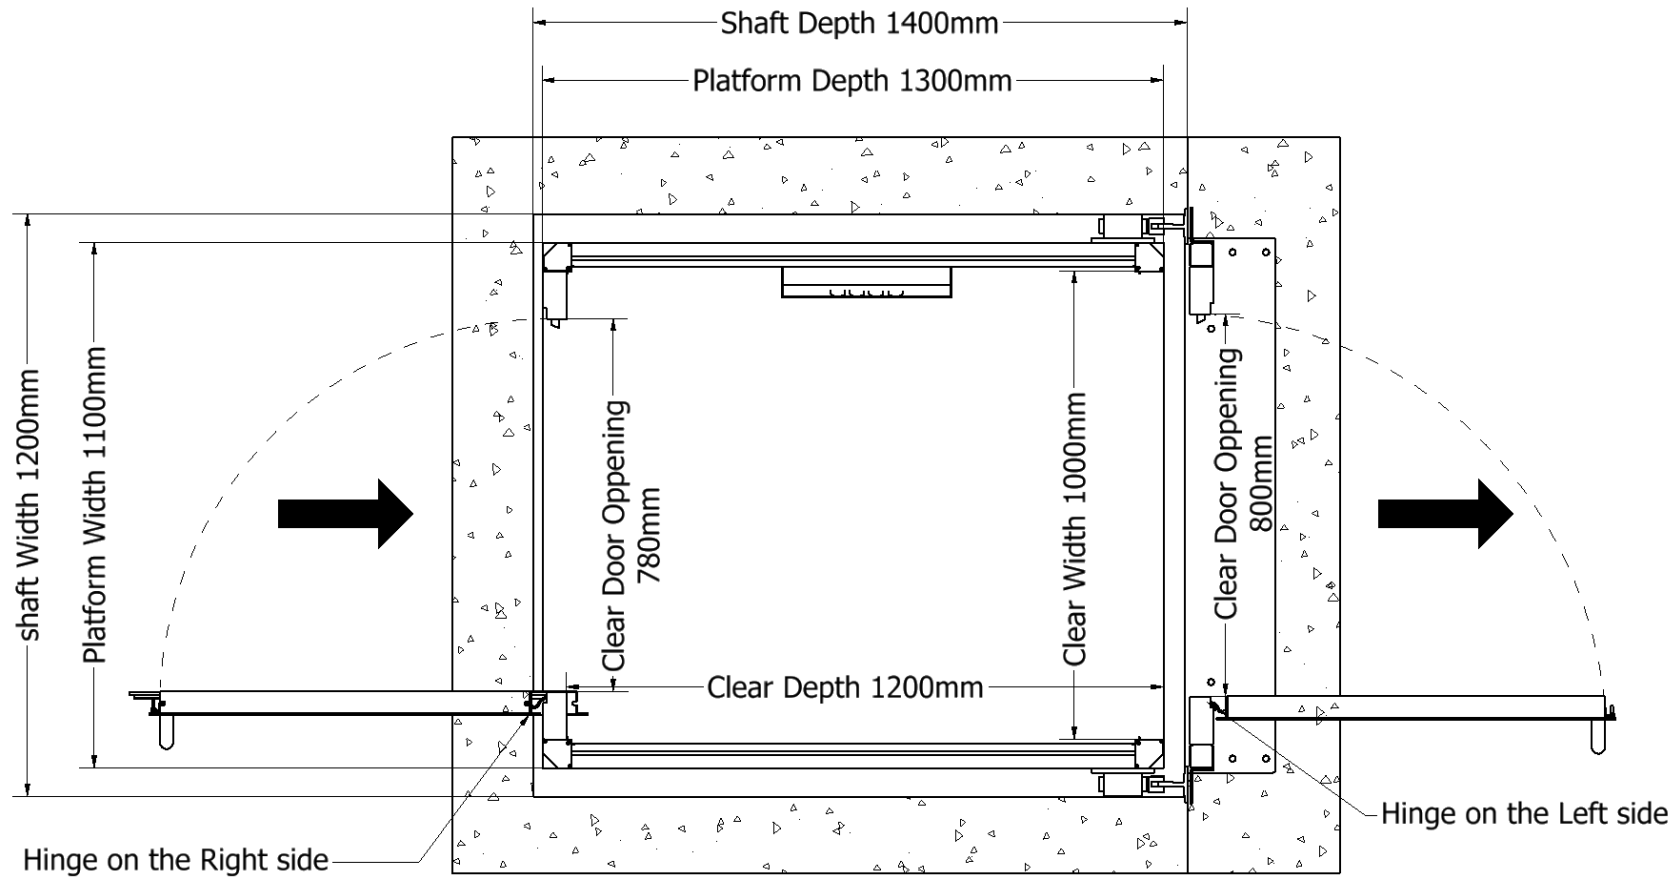 Shaft Depth 1400mm
Platform Depth 1300mm
shaft Width 1200mm
Platform Width 1100mm
Clear Door Oppening
780mm
Clear Width 1000mm
Clear Door Oppening
800mm
Clear Depth 1200mm
Hinge on the Left side
Hinge on the Right side